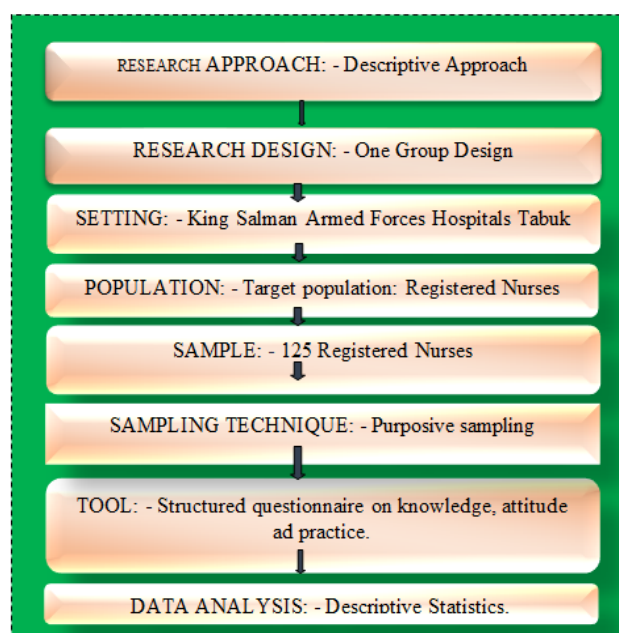 RESEARCH APPROACH: - Descriptive Approach
RESEARCH DESIGN: - One Group Design
SETTING: - King Salman Armed Forces Hospitals Tabuk
POPULATION: - Target population: Registered Nurses
SAMPLE: - 125 Registered Nurses
SAMPLING TECHNIQUE: - Purposive sampling
TOOL: - Structured questionnaire on knowledge, attitude
ad practice.
DATA ANALYSIS: - Descriptive Statistics.